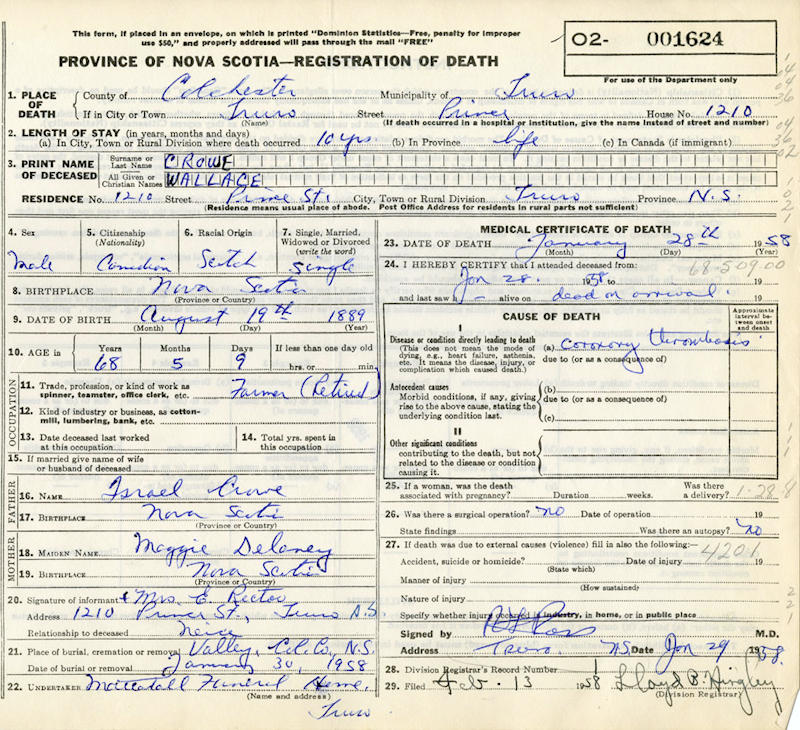 This form, if placed in an envelope, on which is printed "Dominion Statistics—Free, penalty for improper
use $50," and properly addressed will pass through the mail "FREE"
PROVINCE OF NOVA SCOTIA—REGISTRATION OF DEATH
02- 001624
For use of the Department only
1. PLACE OF DEATH
County of Colchester Municipality of Truro
If in City or Town Truro Street Prince House No. 1210
(Name) (If death occurred in a hospital or institution, give the name instead of street and number)
2. LENGTH OF STAY (in years, months and days)
(a) In City, Town or Rural Division where death occurred 10 yrs. (b) In Province life (c) In Canada (if immigrant)
3. PRINT NAME OF DECEASED
Surname or Last Name CROWE
All Given or Christian Names WALLACE
RESIDENCE No. 1210 Street Prince St. City, Town or Rural Division Truro Province N.S.
(Residence means usual place of abode. Post Office Address for residents in rural parts not sufficient)
4. Sex 5. Citizenship (Nationality) 6. Racial Origin 7. Single, Married, Widowed or Divorced (write the word)
Male Canadian Scotch Single
8. BIRTHPLACE Nova Scotia
(Province or Country)
9. DATE OF BIRTH August 19th 1889
(Month) (Day) (Year)
10. AGE in Years Months Days If less than one day old
68 5 9 hrs. or min.
OCCUPATION
11. Trade, profession, or kind of work as spinner, teamster, office clerk, etc. Farmer (Retired)
12. Kind of industry or business, as cotton-mill, lumbering, bank, etc.
13. Date deceased last worked at this occupation
14. Total yrs. spent in this occupation
15. If married give name of wife or husband of deceased
FATHER
16. NAME Israel Crowe
17. BIRTHPLACE Nova Scotia
(Province or Country)
MOTHER
18. MAIDEN NAME Maggie Delaney
19. BIRTHPLACE Nova Scotia
(Province or Country)
20. Signature of informant Mrs. E. Rector
Address 1210 Prince St., Truro N.S.
Relationship to deceased Neice
21. Place of burial, cremation or removal Valley, Col. Co., N.S.
Date of burial or removal January 30, 1958
22. UNDERTAKER Mattatall Funeral Home,
(Name and address)
Truro
MEDICAL CERTIFICATE OF DEATH
23. DATE OF DEATH January 28th 1958
(Month) (Day) (Year)
24. I HEREBY CERTIFY that I attended deceased from:
68-509.00
Jan 28. 1958 to 19
and last saw h alive on dead on arrival. 19
CAUSE OF DEATH
Approximate interval between onset and death
I
Disease or condition directly leading to death
(This does not mean the mode of dying, e.g., heart failure, asthenia, etc. It means the disease, injury, or complication which caused death.)
(a) coronary thrombosis
due to (or as a consequence of)
Antecedent causes
Morbid conditions, if any, giving rise to the above cause, stating the underlying condition last.
(b)
due to (or as a consequence of)
(c)
II
Other significant conditions
contributing to the death, but not related to the disease or condition causing it.
25. If a woman, was the death associated with pregnancy? Duration weeks. Was there a delivery?
1-28-8
26. Was there a surgical operation? No Date of operation 19
State findings Was there an autopsy? No
27. If death was due to external causes (violence) fill in also the following:—
4201
Accident, suicide or homicide? Date of injury 19
(State which)
Manner of injury
(How sustained)
Nature of injury
Specify whether injury occurred in industry, in home, or in public place
Signed by M.D.
Address Truro. N.S. Date Jan 29 1958.
28. Division Registrar's Record Number
29. Filed Feb. 13 1958 Lloyd B. Hingley
(Division Registrar)